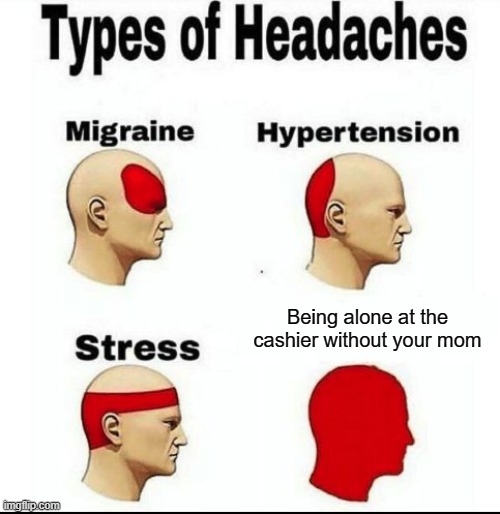 Types of Headaches
Migraine
Hypertension
Stress
Being alone at the
cashier without your mom
imgflip.com